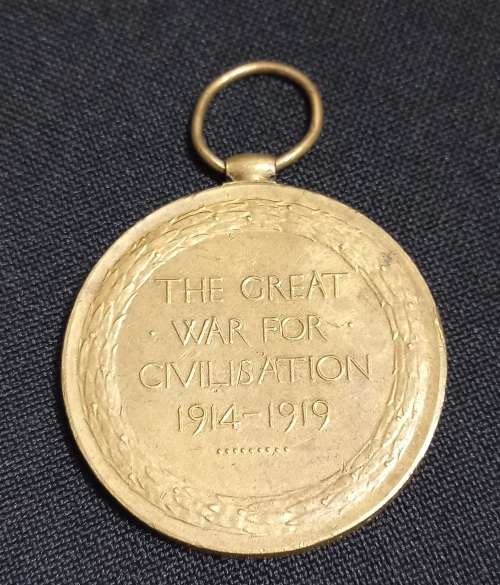 THE GREAT
· WAR FOR ·
CIVILISATION
1914-1919